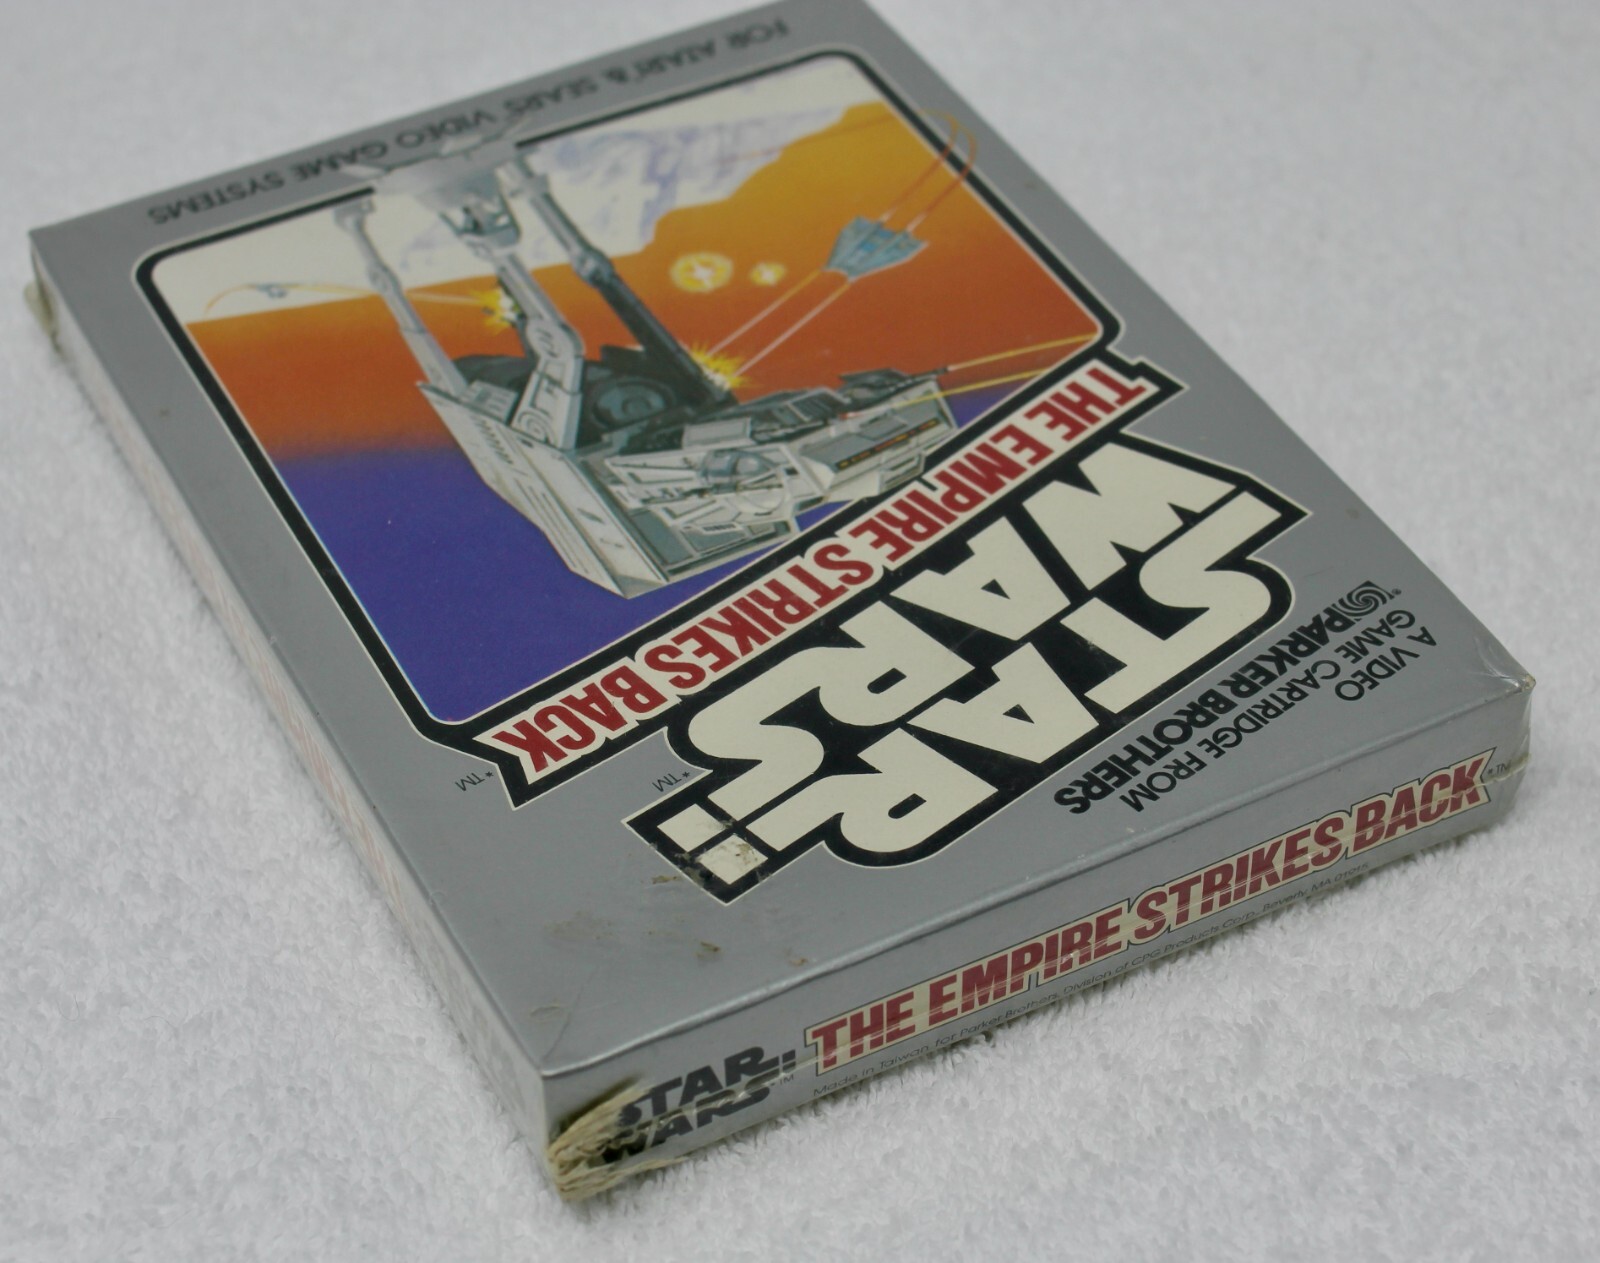 A VIDEO
GAME CARTRIDGE FROM
PARKER BROTHERS
STAR
WARS
TM
THE EMPIRE STRIKES BACK
TM
FOR ATARI & SEARS VIDEO GAME SYSTEMS
STAR
WARS
TM
THE EMPIRE STRIKES BACK
TM
Made in Taiwan for Parker Brothers, Division of CPG Products Corp., Beverly, MA 01915